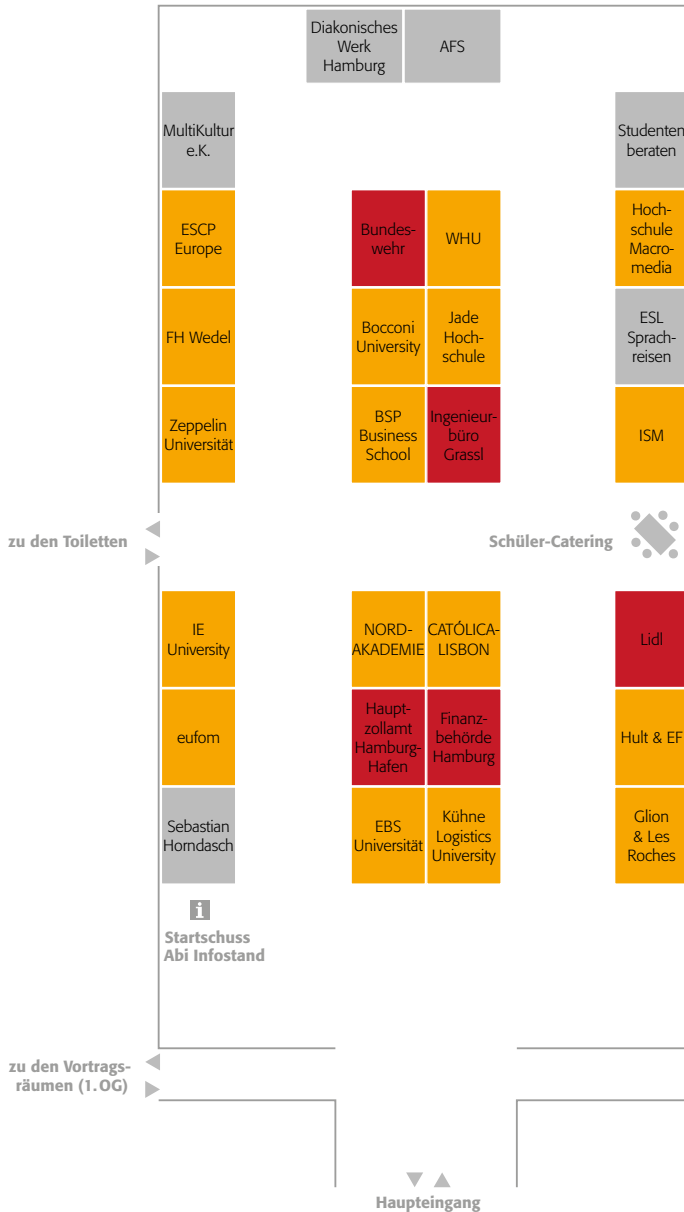 Diakonisches
Werk
Hamburg
AFS
MultiKultur
e.K.
Studenten
beraten
ESCP
Europe
Bundes-
wehr
WHU
Hoch-
schule
Macro-
media
FH Wedel
Bocconi
University
Jade
Hoch-
schule
ESL
Sprach-
reisen
Zeppelin
Universität
BSP
Business
School
Ingenieur-
büro
Grassl
ISM
zu den Toiletten
Schüler-Catering
IE
University
NORD-
AKADEMIE
CATÓLICA-
LISBON
Lidl
eufom
Haupt-
zollamt
Hamburg-
Hafen
Finanz-
behörde
Hamburg
Hult & EF
Sebastian
Horndasch
EBS
Universität
Kühne
Logistics
University
Glion
& Les
Roches
i
Startschuss
Abi Infostand
zu den Vortrags-
räumen (1. OG)
Haupteingang